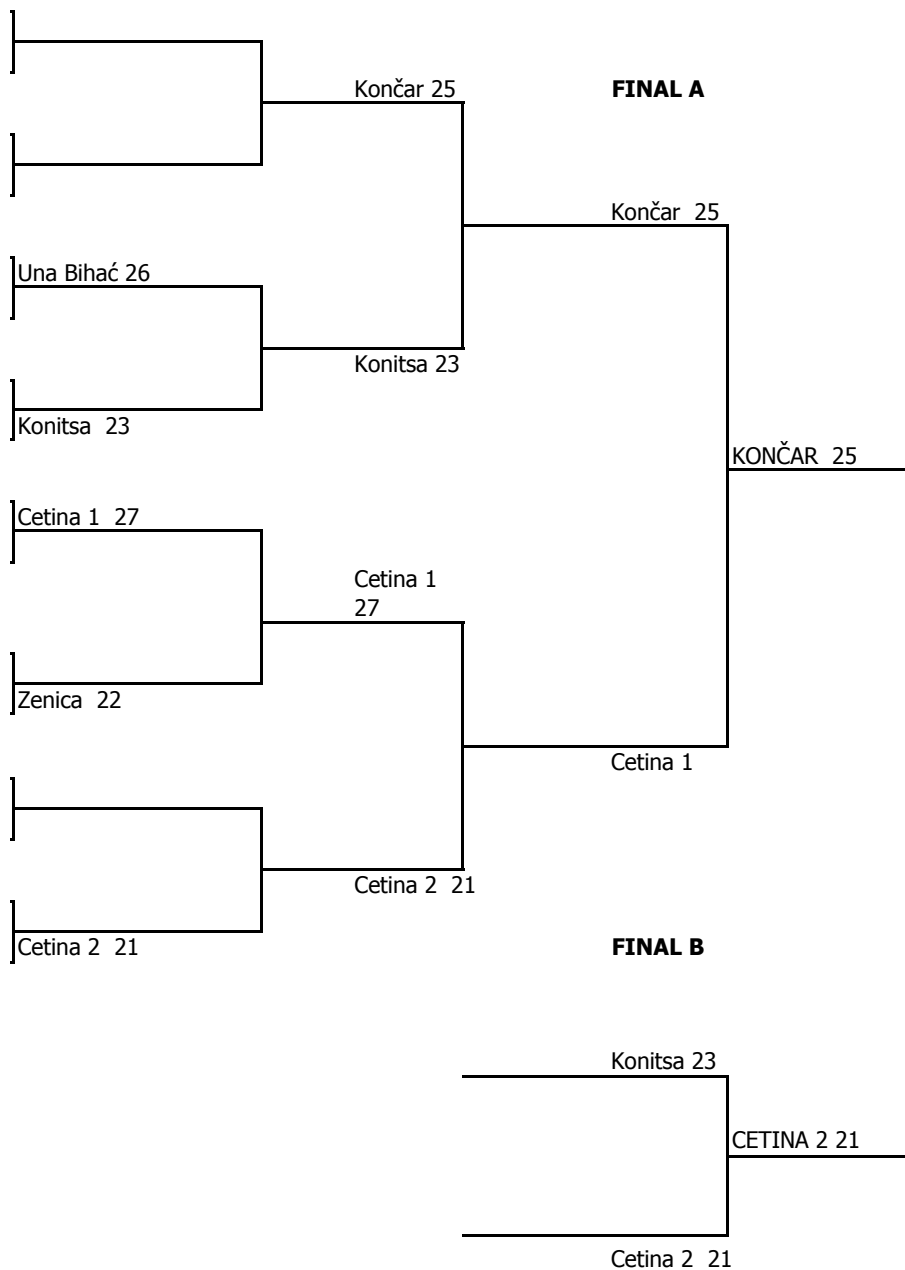 Končar 25
FINAL A
Končar  25
Una Bihać 26
Konitsa 23
Konitsa  23
KONČAR  25
Cetina 1  27
Cetina 1
27
Zenica  22
Cetina 1
Cetina 2  21
Cetina 2  21
FINAL B
Konitsa 23
CETINA 2 21
Cetina 2  21